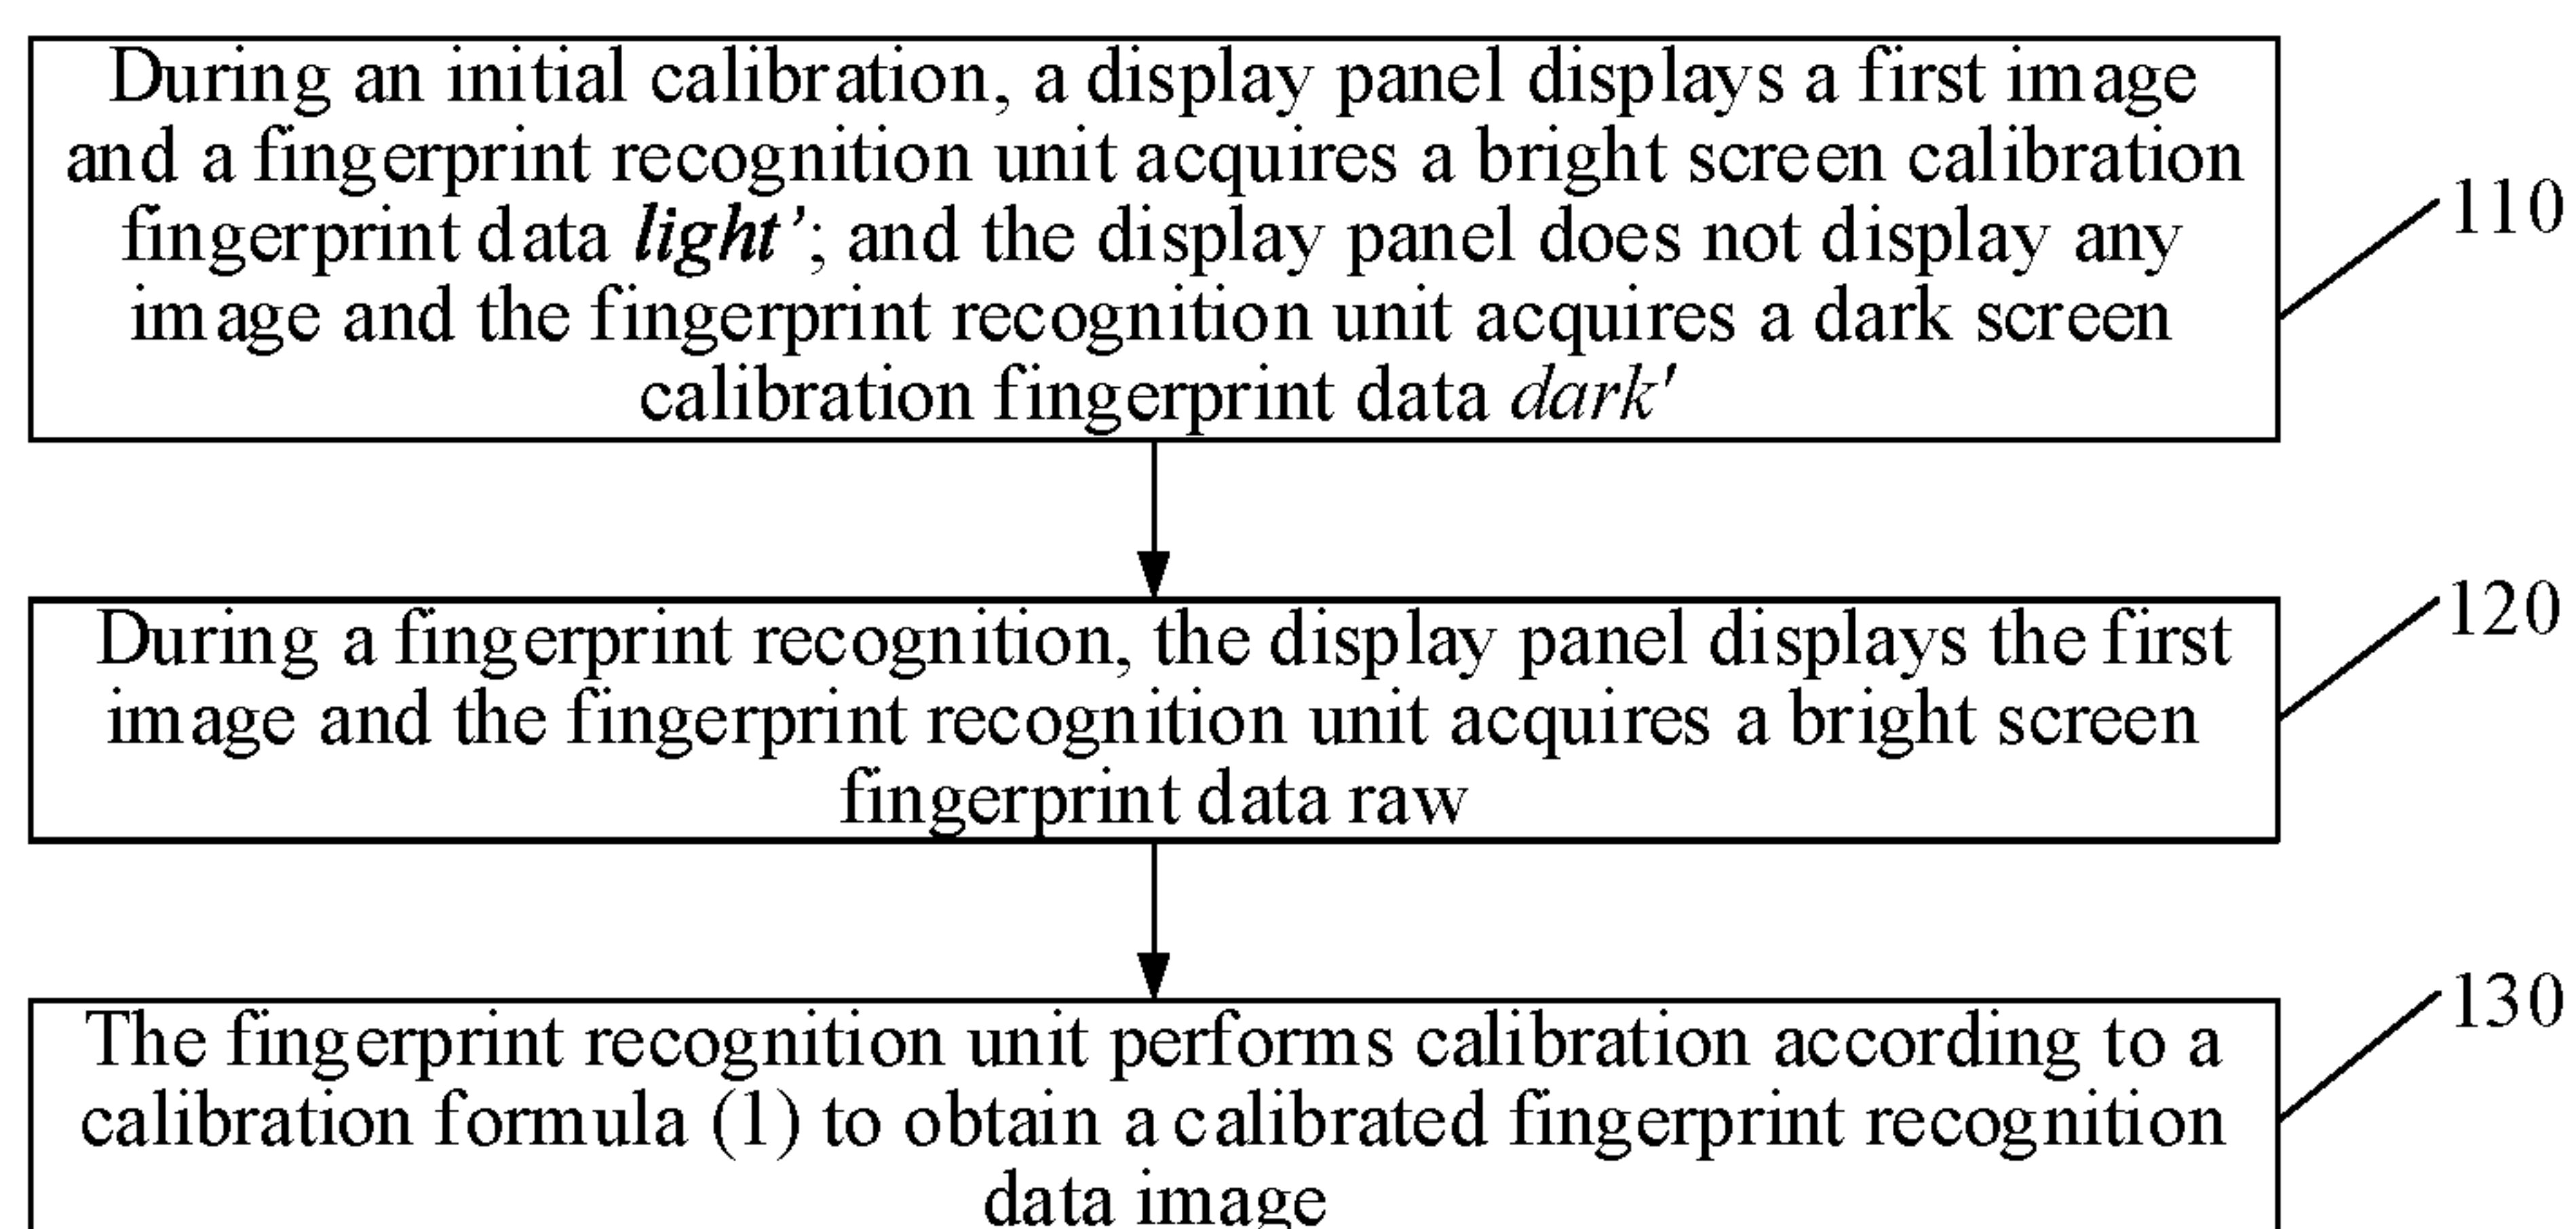 During an initial calibration, a display panel displays a first image
and a fingerprint recognition unit acquires a bright screen calibration
fingerprint data light’; and the display panel does not display any
image and the fingerprint recognition unit acquires a dark screen
calibration fingerprint data dark'
110
During a fingerprint recognition, the display panel displays the first
image and the fingerprint recognition unit acquires a bright screen
fingerprint data raw
120
The fingerprint recognition unit performs calibration according to a
calibration formula (1) to obtain a calibrated fingerprint recognition
data image
130